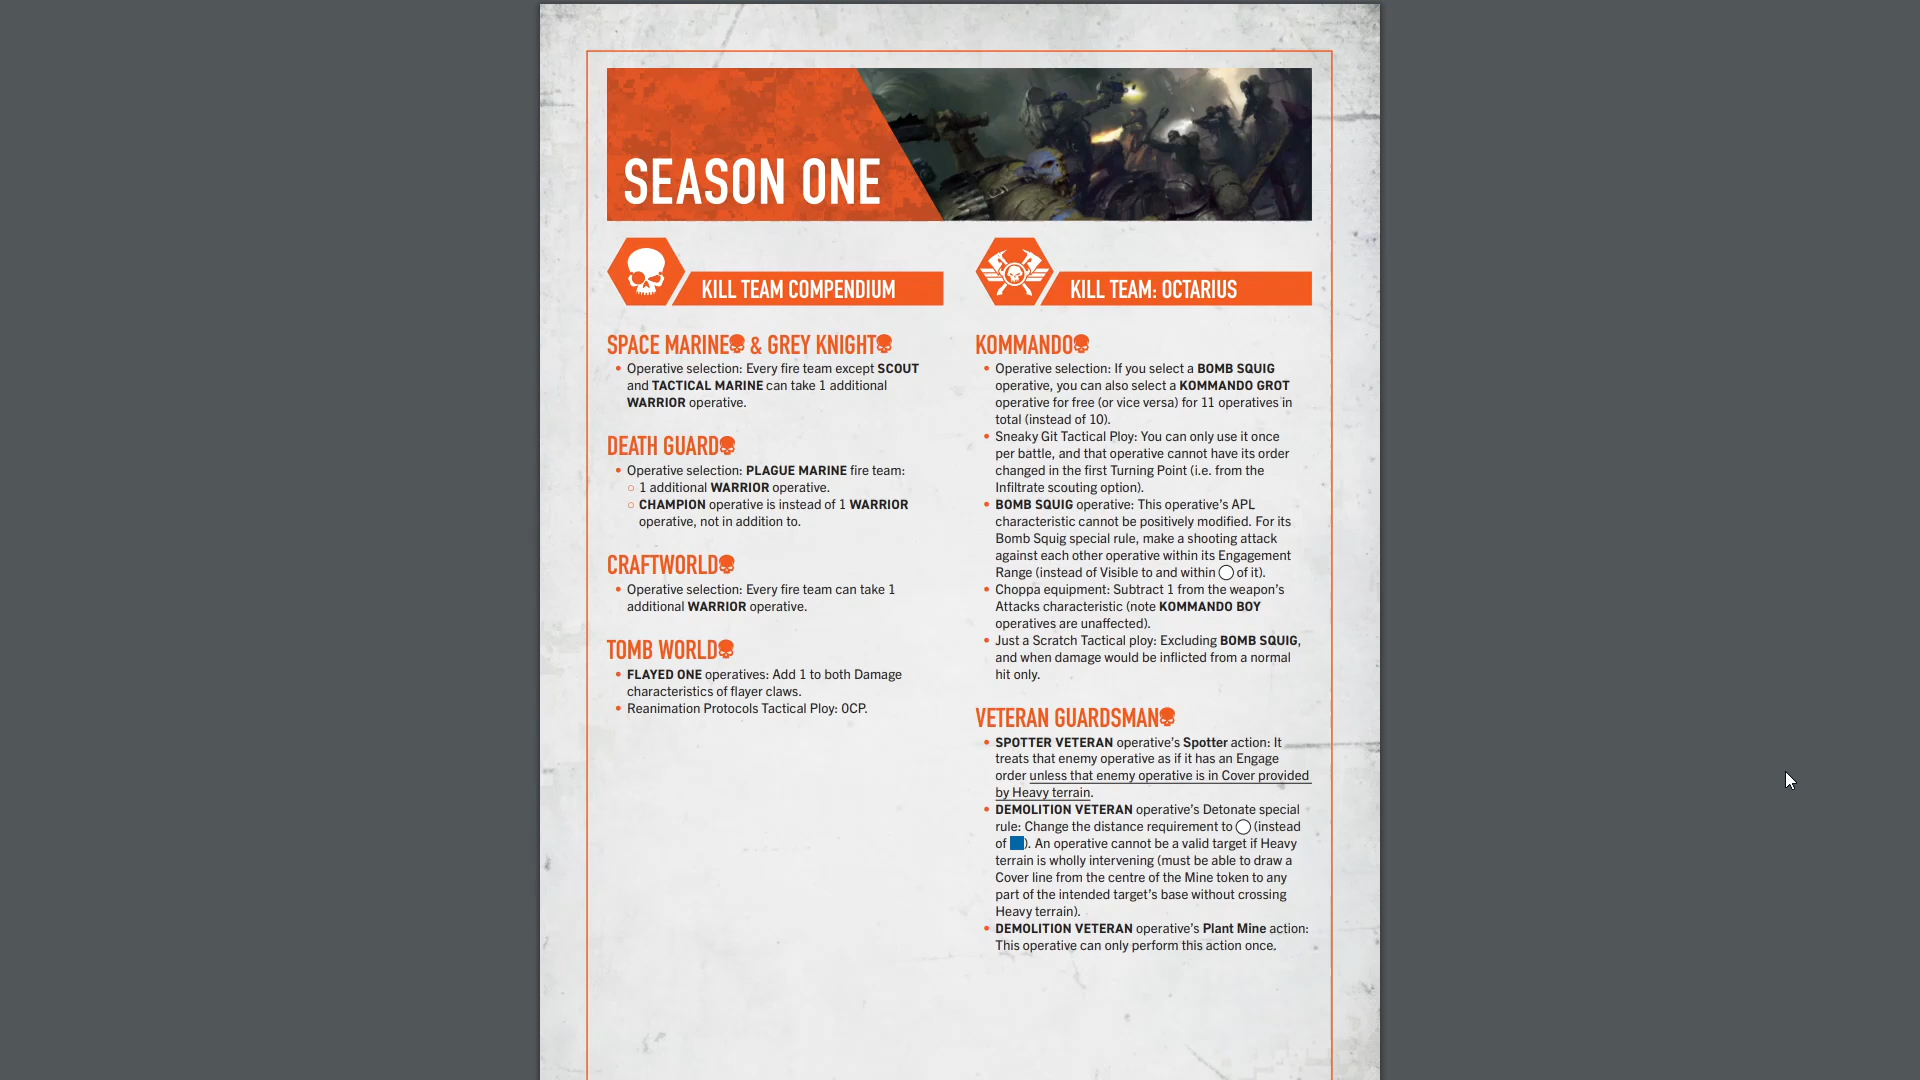 SEASON ONE
KILL TEAM COMPENDIUM
SPACE MARINE & GREY KNIGHT
• Operative selection: Every fire team except SCOUT
and TACTICAL MARINE can take 1 additional
WARRIOR operative.
DEATH GUARD
• Operative selection: PLAGUE MARINE fire team:
○ 1 additional WARRIOR operative.
○ CHAMPION operative is instead of 1 WARRIOR
operative, not in addition to.
CRAFTWORLD
• Operative selection: Every fire team can take 1
additional WARRIOR operative.
TOMB WORLD
• FLAYED ONE operatives: Add 1 to both Damage
characteristics of flayer claws.
• Reanimation Protocols Tactical Ploy: 0CP.
KILL TEAM: OCTARIUS
KOMMANDO
• Operative selection: If you select a BOMB SQUIG
operative, you can also select a KOMMANDO GROT
operative for free (or vice versa) for 11 operatives in
total (instead of 10).
• Sneaky Git Tactical Ploy: You can only use it once
per battle, and that operative cannot have its order
changed in the first Turning Point (i.e. from the
Infiltrate scouting option).
• BOMB SQUIG operative: This operative's APL
characteristic cannot be positively modified. For its
Bomb Squig special rule, make a shooting attack
against each other operative within its Engagement
Range (instead of Visible to and within of it).
• Choppa equipment: Subtract 1 from the weapon's
Attacks characteristic (note KOMMANDO BOY
operatives are unaffected).
• Just a Scratch Tactical ploy: Excluding BOMB SQUIG,
and when damage would be inflicted from a normal
hit only.
VETERAN GUARDSMAN
• SPOTTER VETERAN operative's Spotter action: It
treats that enemy operative as if it has an Engage
order unless that enemy operative is in Cover provided
by Heavy terrain.
• DEMOLITION VETERAN operative's Detonate special
rule: Change the distance requirement to (instead
of ). An operative cannot be a valid target if Heavy
terrain is wholly intervening (must be able to draw a
Cover line from the centre of the Mine token to any
part of the intended target's base without crossing
Heavy terrain).
• DEMOLITION VETERAN operative's Plant Mine action:
This operative can only perform this action once.